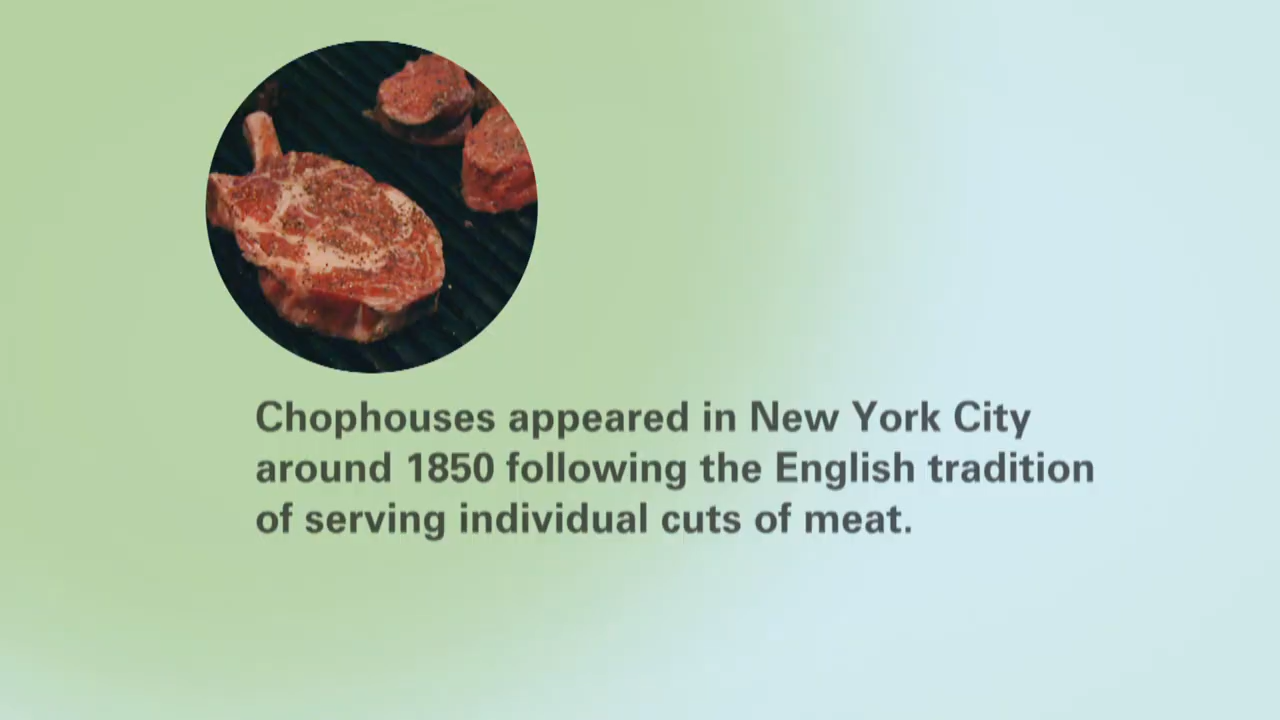 Chophouses appeared in New York City
around 1850 following the English tradition
of serving individual cuts of meat.